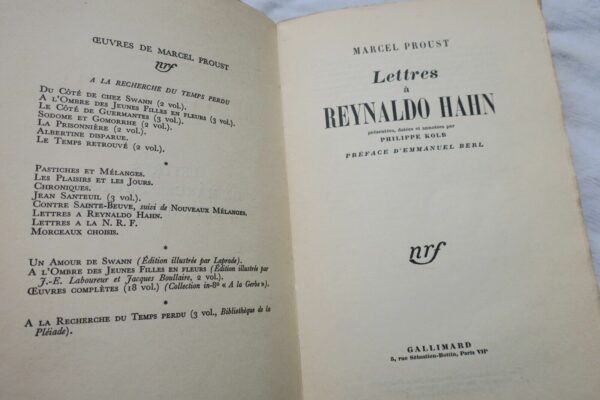 ŒUVRES DE MARCEL PROUST
nrf
A LA RECHERCHE DU TEMPS PERDU
DU CÔTÉ DE CHEZ SWANN (2 vol.).
A L'OMBRE DES JEUNES FILLES EN FLEURS (3 vol.).
LE CÔTÉ DE GUERMANTES (3 vol.).
SODOME ET GOMORRHE (2 vol.).
LA PRISONNIÈRE (2 vol.).
ALBERTINE DISPARUE.
LE TEMPS RETROUVÉ (2 vol.).
*
PASTICHES ET MÉLANGES.
LES PLAISIRS ET LES JOURS.
CHRONIQUES.
JEAN SANTEUIL (3 vol.).
CONTRE SAINTE-BEUVE, suivi de NOUVEAUX MÉLANGES.
LETTRES A REYNALDO HAHN.
LETTRES A LA N. R. F.
MORCEAUX CHOISIS.
*
UN AMOUR DE SWANN (Édition illustrée par Laprade).
A L'OMBRE DES JEUNES FILLES EN FLEURS (Édition illustrée par
J.-E. Laboureur et Jacques Boullaire, 2 vol.).
ŒUVRES COMPLÈTES (18 vol.) (Collection in-8º « A la Gerbe »).
*
A LA RECHERCHE DU TEMPS PERDU (3 vol., Bibliothèque de la
Pléiade).
MARCEL PROUST
Lettres
à
REYNALDO HAHN
présentées, datées et annotées par
PHILIPPE KOLB
PRÉFACE D'EMMANUEL BERL
nrf
GALLIMARD
5, rue Sébastien-Bottin, Paris VIIᵉ